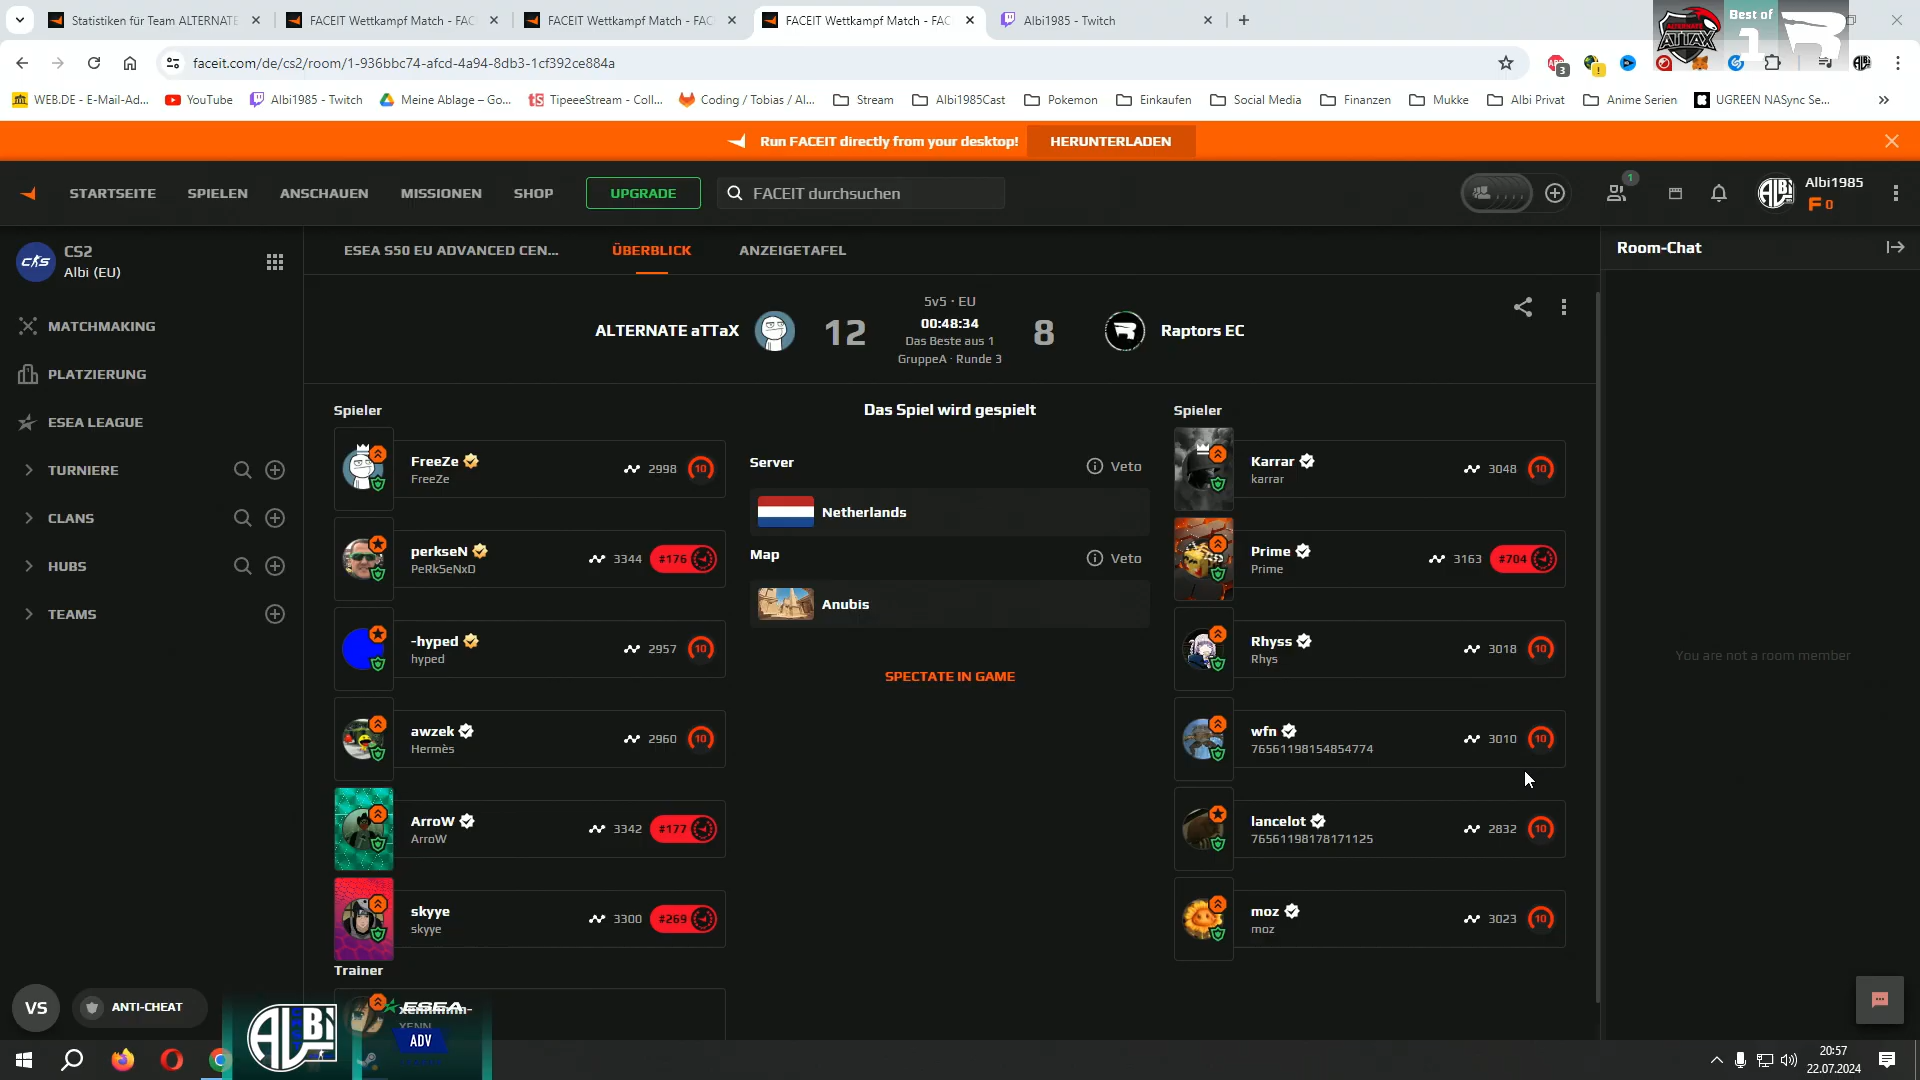 Statistiken für Team ALTERNATE
FACEIT Wettkampf Match - FAC
FACEIT Wettkampf Match - FAC
FACEIT Wettkampf Match - FAC
Albi1985 - Twitch
Best of
1
ALTERNATE
ATTAX
faceit.com/de/cs2/room/1-936bbc74-afcd-4a94-8db3-1cf392ce884a
WEB.DE - E-Mail-Ad...
YouTube
Albi1985 - Twitch
Meine Ablage – Go...
TipeeeStream - Coll...
Coding / Tobias / Al...
Stream
Albi1985Cast
Pokemon
Einkaufen
Social Media
Finanzen
Mukke
Albi Privat
Anime Serien
UGREEN NASync Se...
Run FACEIT directly from your desktop!
HERUNTERLADEN
STARTSEITE
SPIELEN
ANSCHAUEN
MISSIONEN
SHOP
UPGRADE
FACEIT durchsuchen
1
Albi1985
0
CS2
Albi (EU)
MATCHMAKING
PLATZIERUNG
ESEA LEAGUE
TURNIERE
CLANS
HUBS
TEAMS
VS
ANTI-CHEAT
ESEA S50 EU ADVANCED CEN...
ÜBERBLICK
ANZEIGETAFEL
ALTERNATE aTTaX
12
5v5 · EU
00:48:34
Das Beste aus 1
GruppeA · Runde 3
8
Raptors EC
Spieler
FreeZe
FreeZe
2998
10
perkseN
PeRkSeNxD
3344
#176
-hyped
hyped
2957
10
awzek
Hermès
2960
10
ArroW
ArroW
3342
#177
skyye
skyye
3300
#269
Trainer
XENN
Das Spiel wird gespielt
Server
Veto
Netherlands
Map
Veto
Anubis
SPECTATE IN GAME
Spieler
Karrar
karrar
3048
10
Prime
Prime
3163
#704
Rhyss
Rhys
3018
10
wfn
76561198154854774
3010
10
lancelot
76561198178171125
2832
10
moz
moz
3023
10
Room-Chat
You are not a room member
ALBi
ESEA
ADV
20:57
22.07.2024